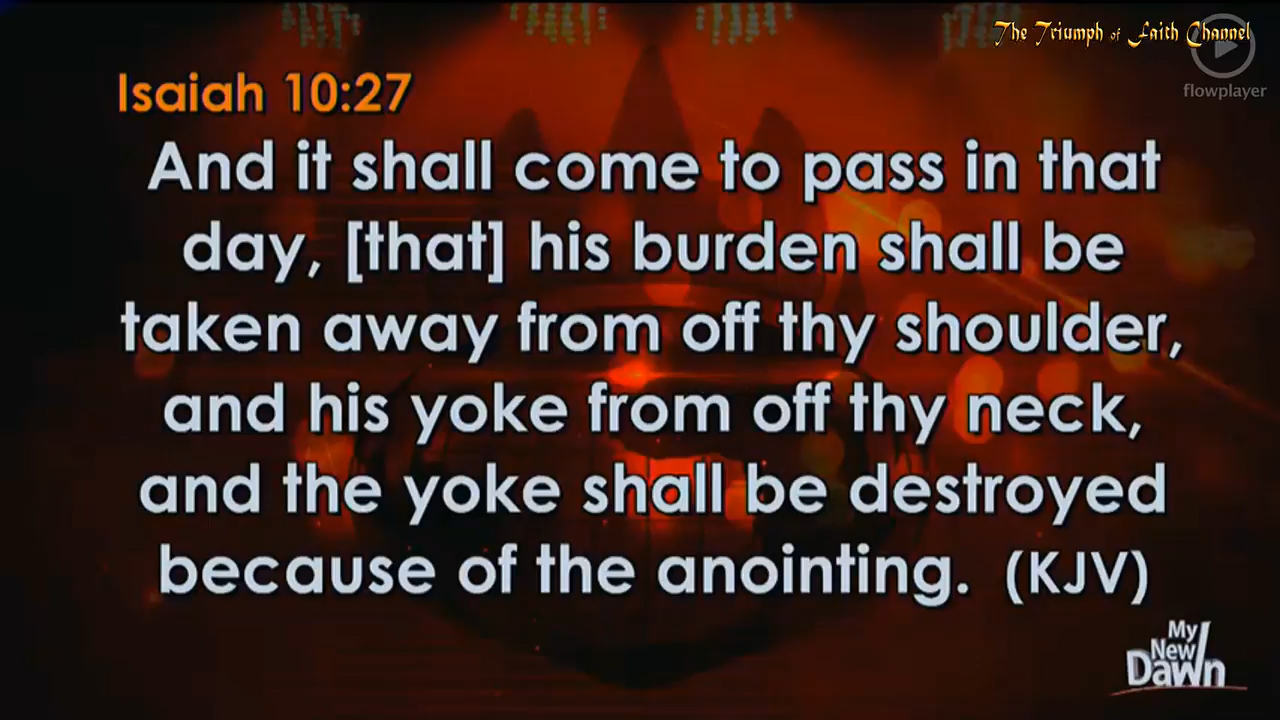 The Triumph of Faith Channel
flowplayer
Isaiah 10:27
And it shall come to pass in that
day, [that] his burden shall be
taken away from off thy shoulder,
and his yoke from off thy neck,
and the yoke shall be destroyed
because of the anointing. (KJV)
My
New
Dawn